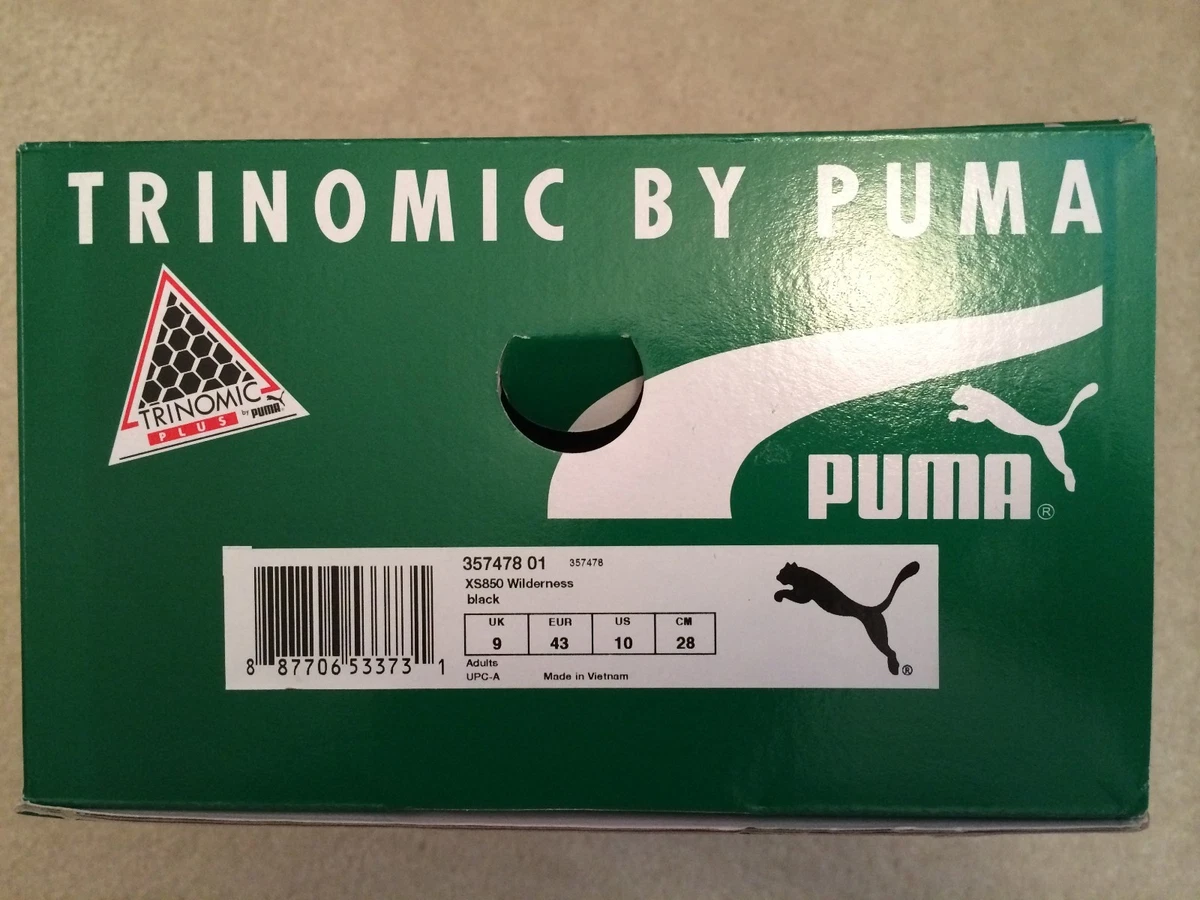 TRINOMIC BY PUMA
TRINOMIC
by PUMA
PLUS
PUMA®
357478 01 357478
XS850 Wilderness
black
UK EUR US CM
9 43 10 28
8 87706 53373 1
Adults
UPC-A Made in Vietnam
®